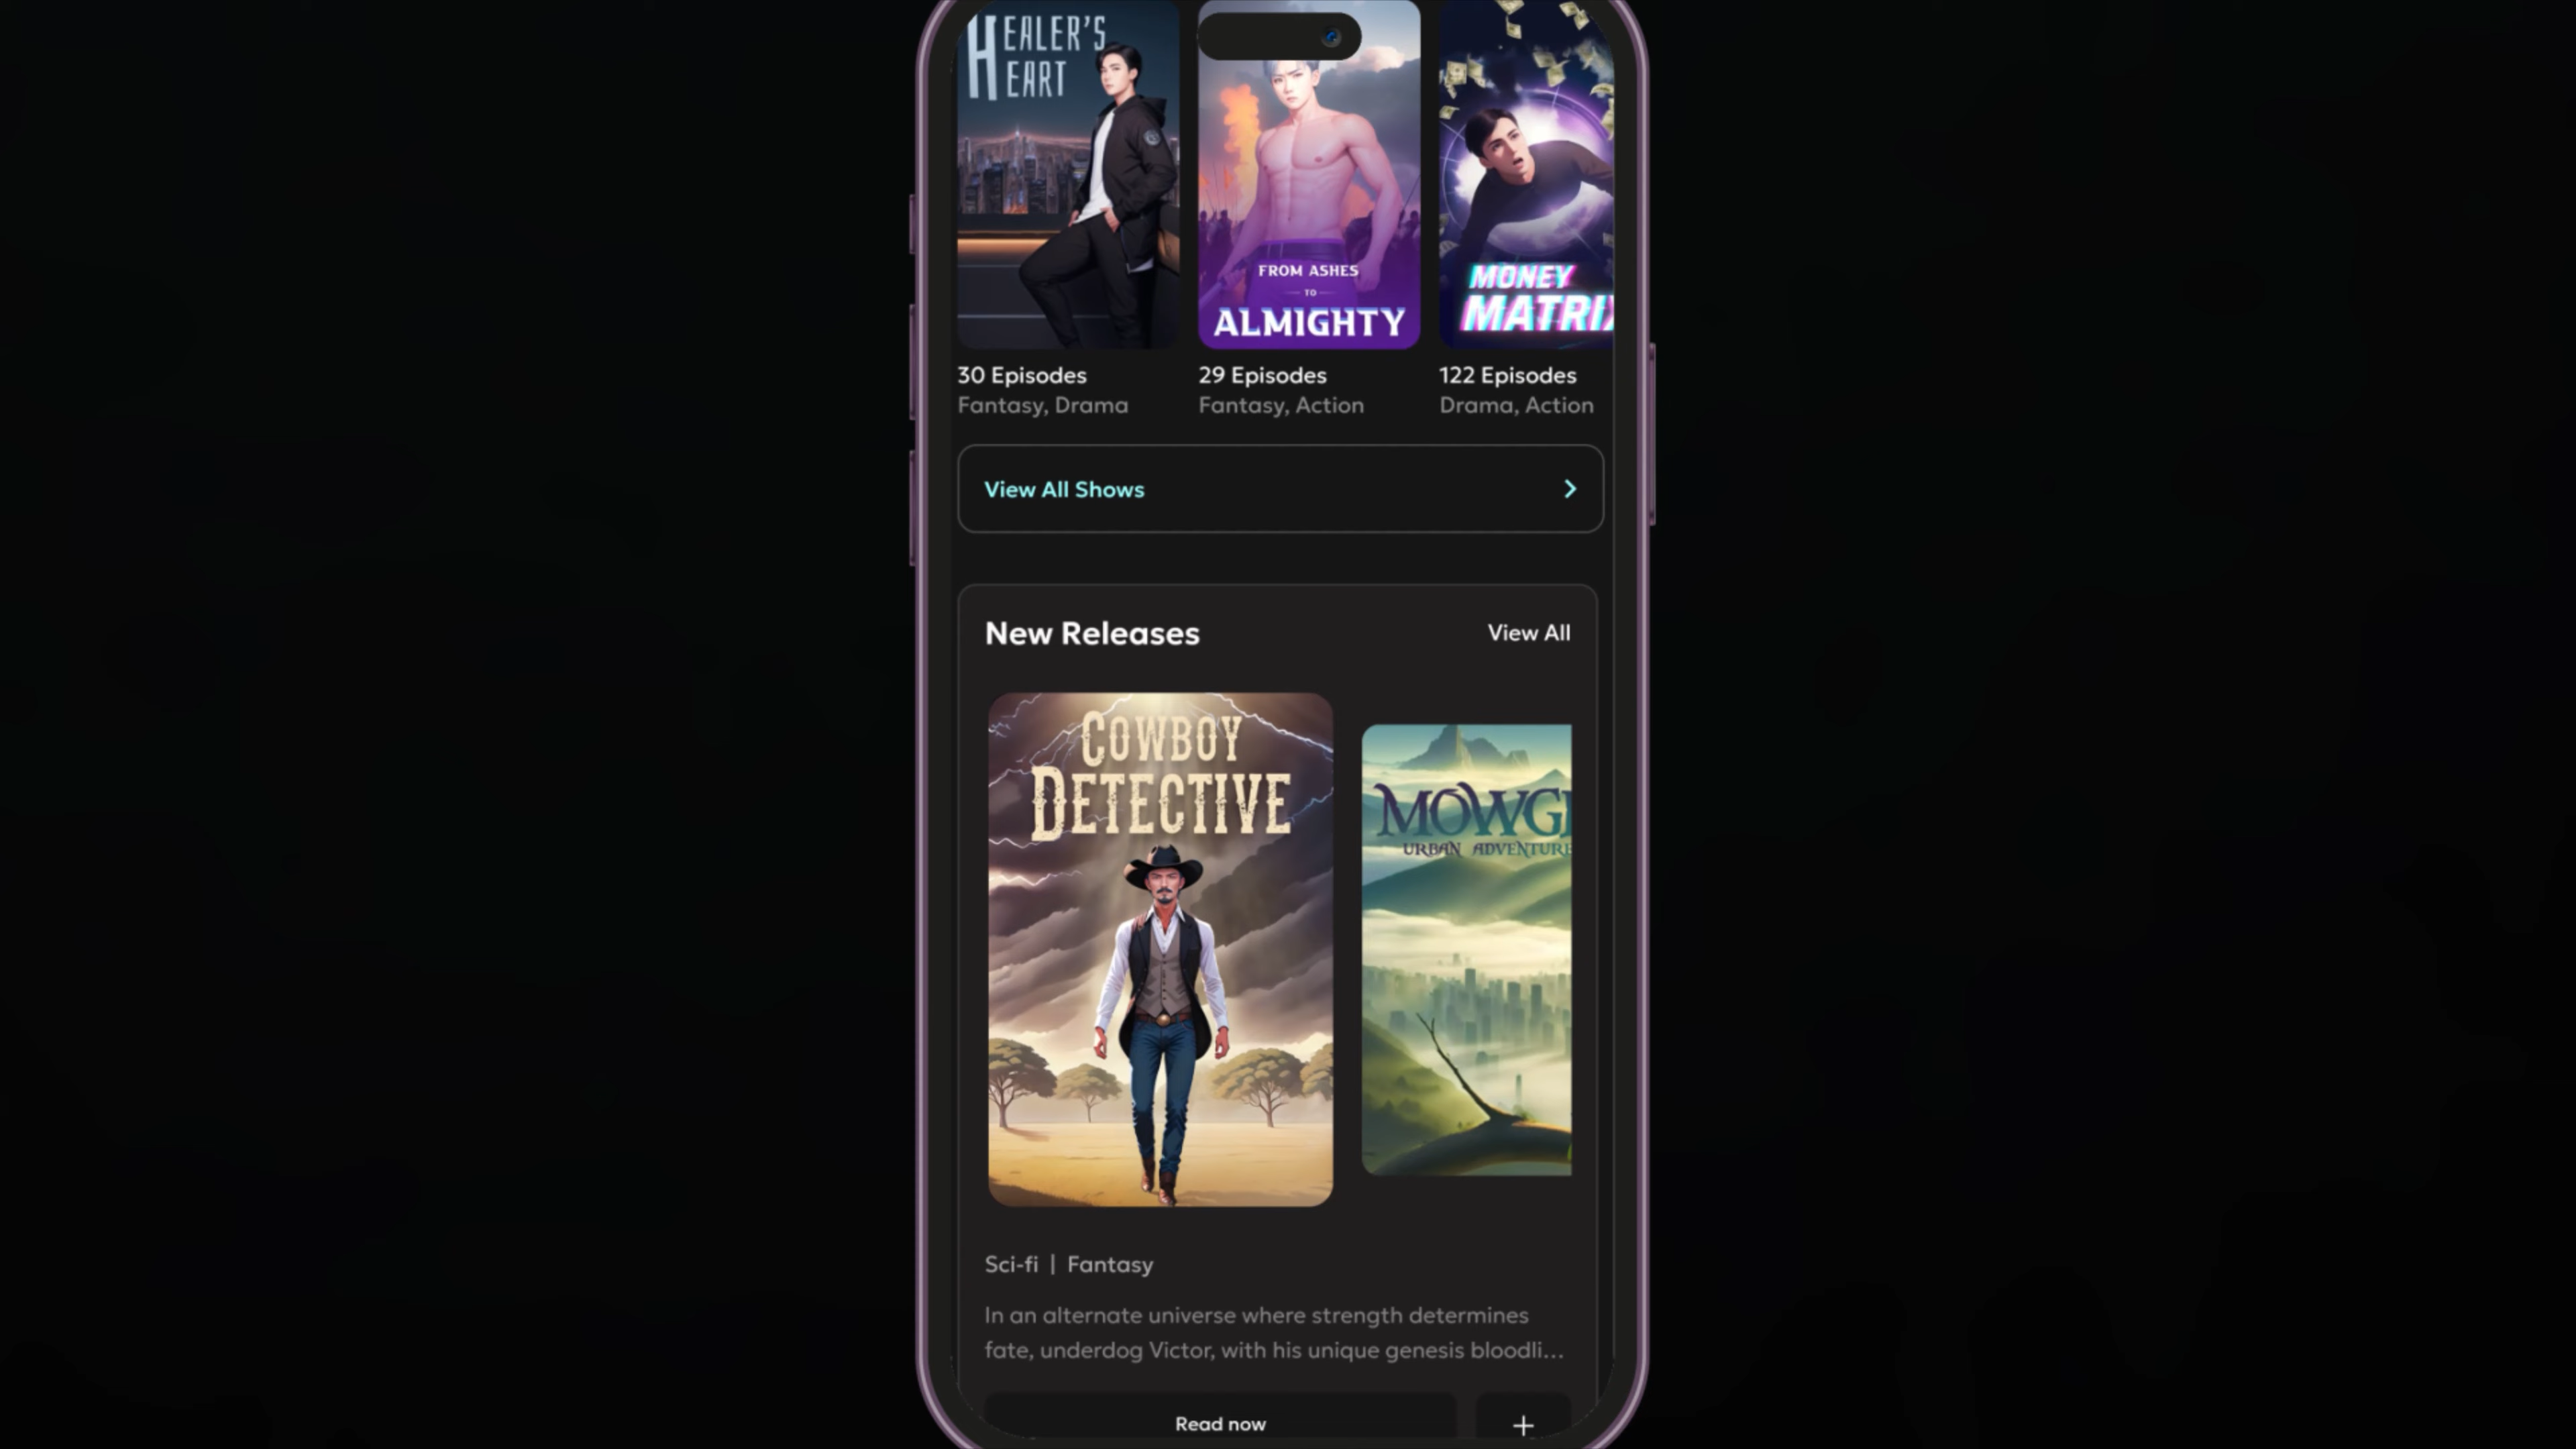 HEALER'S
HEART
FROM ASHES
TO
ALMIGHTY
MONEY
MATRIX
30 Episodes
Fantasy, Drama
29 Episodes
Fantasy, Action
122 Episodes
Drama, Action
View All Shows
New Releases
View All
COWBOY
DETECTIVE
MOWGL
URBAN ADVENTURE
Sci-fi | Fantasy
In an alternate universe where strength determines
fate, underdog Victor, with his unique genesis bloodli...
Read now
+